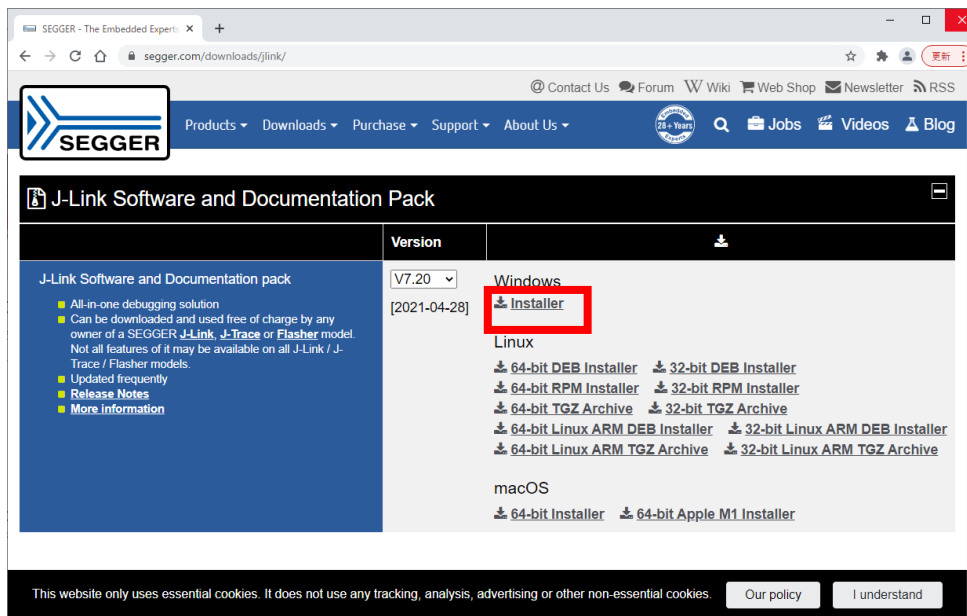 SEGGER - The Embedded Experts
segger.com/downloads/jlink/
更新
@ Contact Us Forum W Wiki Web Shop Newsletter RSS
SEGGER
Products Downloads Purchase Support About Us
Embedded
28+ Years
Experts
Jobs Videos Blog
J-Link Software and Documentation Pack
Version
J-Link Software and Documentation pack
All-in-one debugging solution
Can be downloaded and used free of charge by any
owner of a SEGGER J-Link, J-Trace or Flasher model.
Not all features of it may be available on all J-Link / J-
Trace / Flasher models.
Updated frequently
Release Notes
More information
V7.20
[2021-04-28]
Windows
Installer
Linux
64-bit DEB Installer 32-bit DEB Installer
64-bit RPM Installer 32-bit RPM Installer
64-bit TGZ Archive 32-bit TGZ Archive
64-bit Linux ARM DEB Installer 32-bit Linux ARM DEB Installer
64-bit Linux ARM TGZ Archive 32-bit Linux ARM TGZ Archive
macOS
64-bit Installer 64-bit Apple M1 Installer
This website only uses essential cookies. It does not use any tracking, analysis, advertising or other non-essential cookies. Our policy I understand